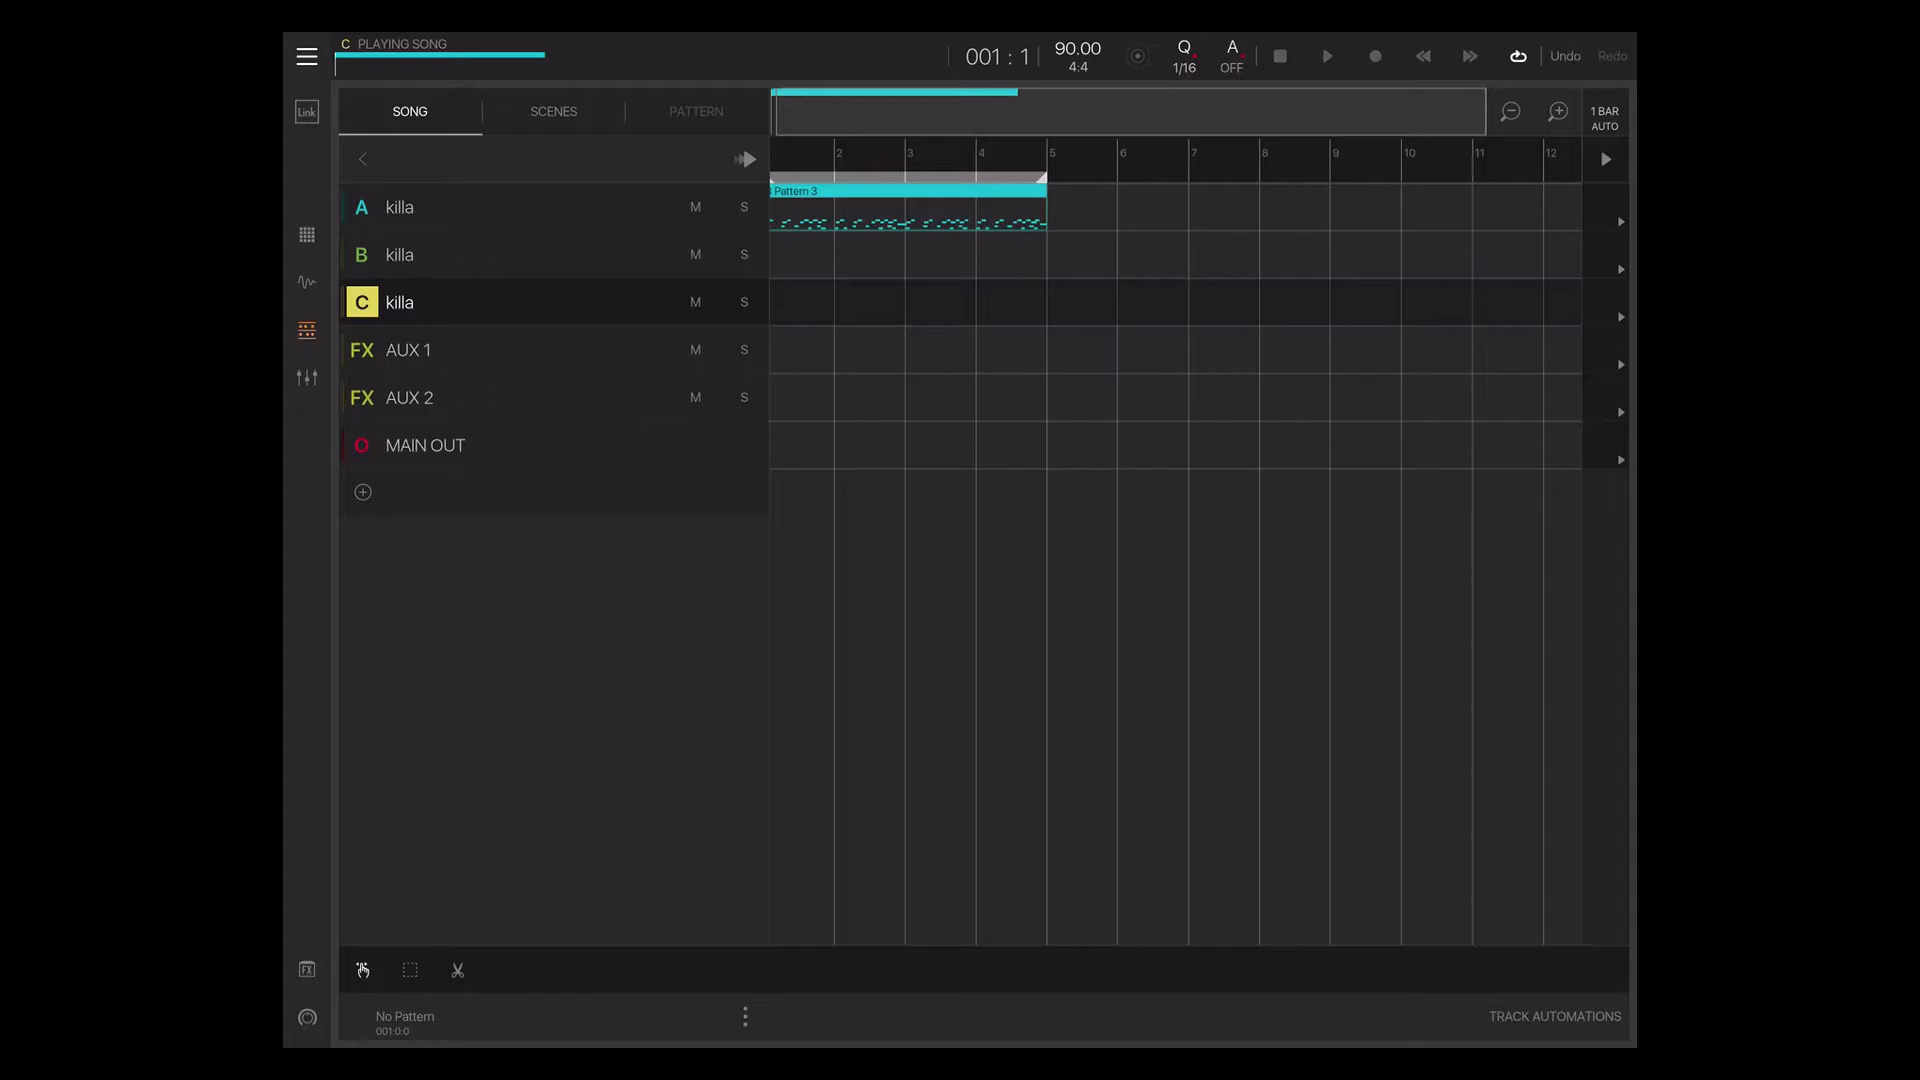 C PLAYING SONG
001 : 1
90.00
4:4
Q
1/16
A
OFF
Undo
Redo
Link
SONG
SCENES
PATTERN
1 BAR
AUTO
2 3 4 5 6 7 8 9 10 11 12
Pattern 3
A killa M S
B killa M S
C killa M S
FX AUX 1 M S
FX AUX 2 M S
O MAIN OUT
FX
No Pattern
001:0:0
TRACK AUTOMATIONS